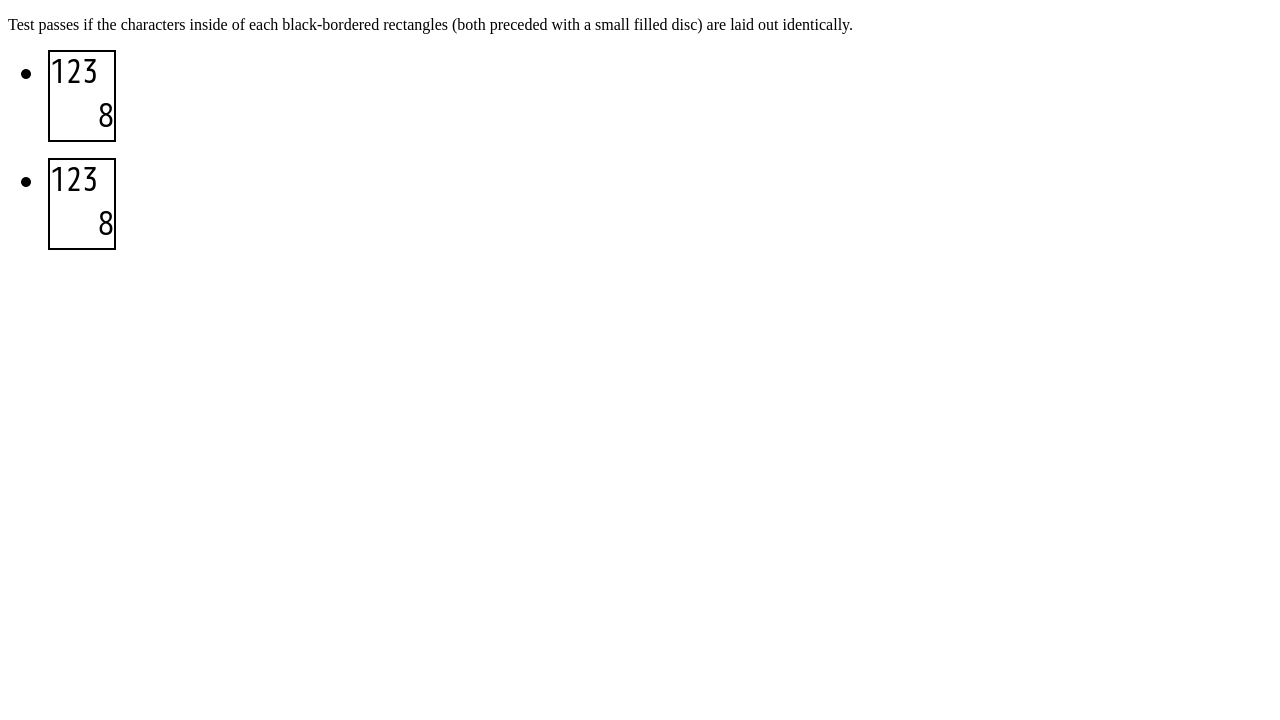 Test passes if the characters inside of each black-bordered rectangles (both preceded with a small filled disc) are laid out identically.
123
8
123
8